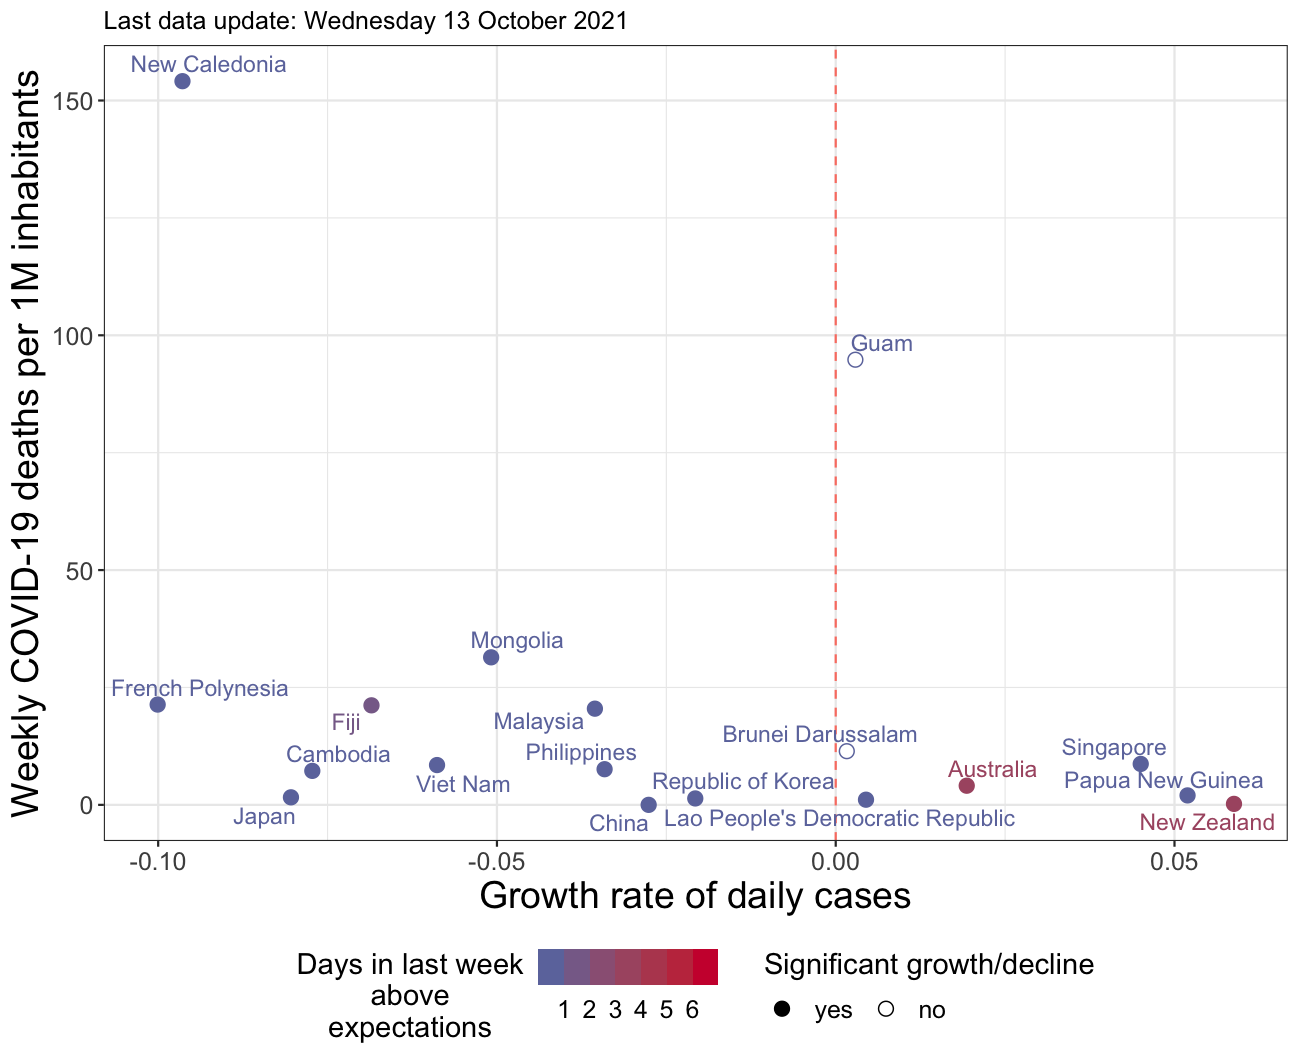 Last data update: Wednesday 13 October 2021
Weekly COVID-19 deaths per 1M inhabitants
150
100
50
0
New Caledonia
Guam
Mongolia
French Polynesia
Fiji
Malaysia
Brunei Darussalam
Cambodia
Philippines
Singapore
Australia
Viet Nam
Republic of Korea
Papua New Guinea
Japan
China
Lao People's Democratic Republic
New Zealand
-0.10
-0.05
0.00
0.05
Growth rate of daily cases
Days in last week
above
expectations
1 2 3 4 5 6
Significant growth/decline
yes
no